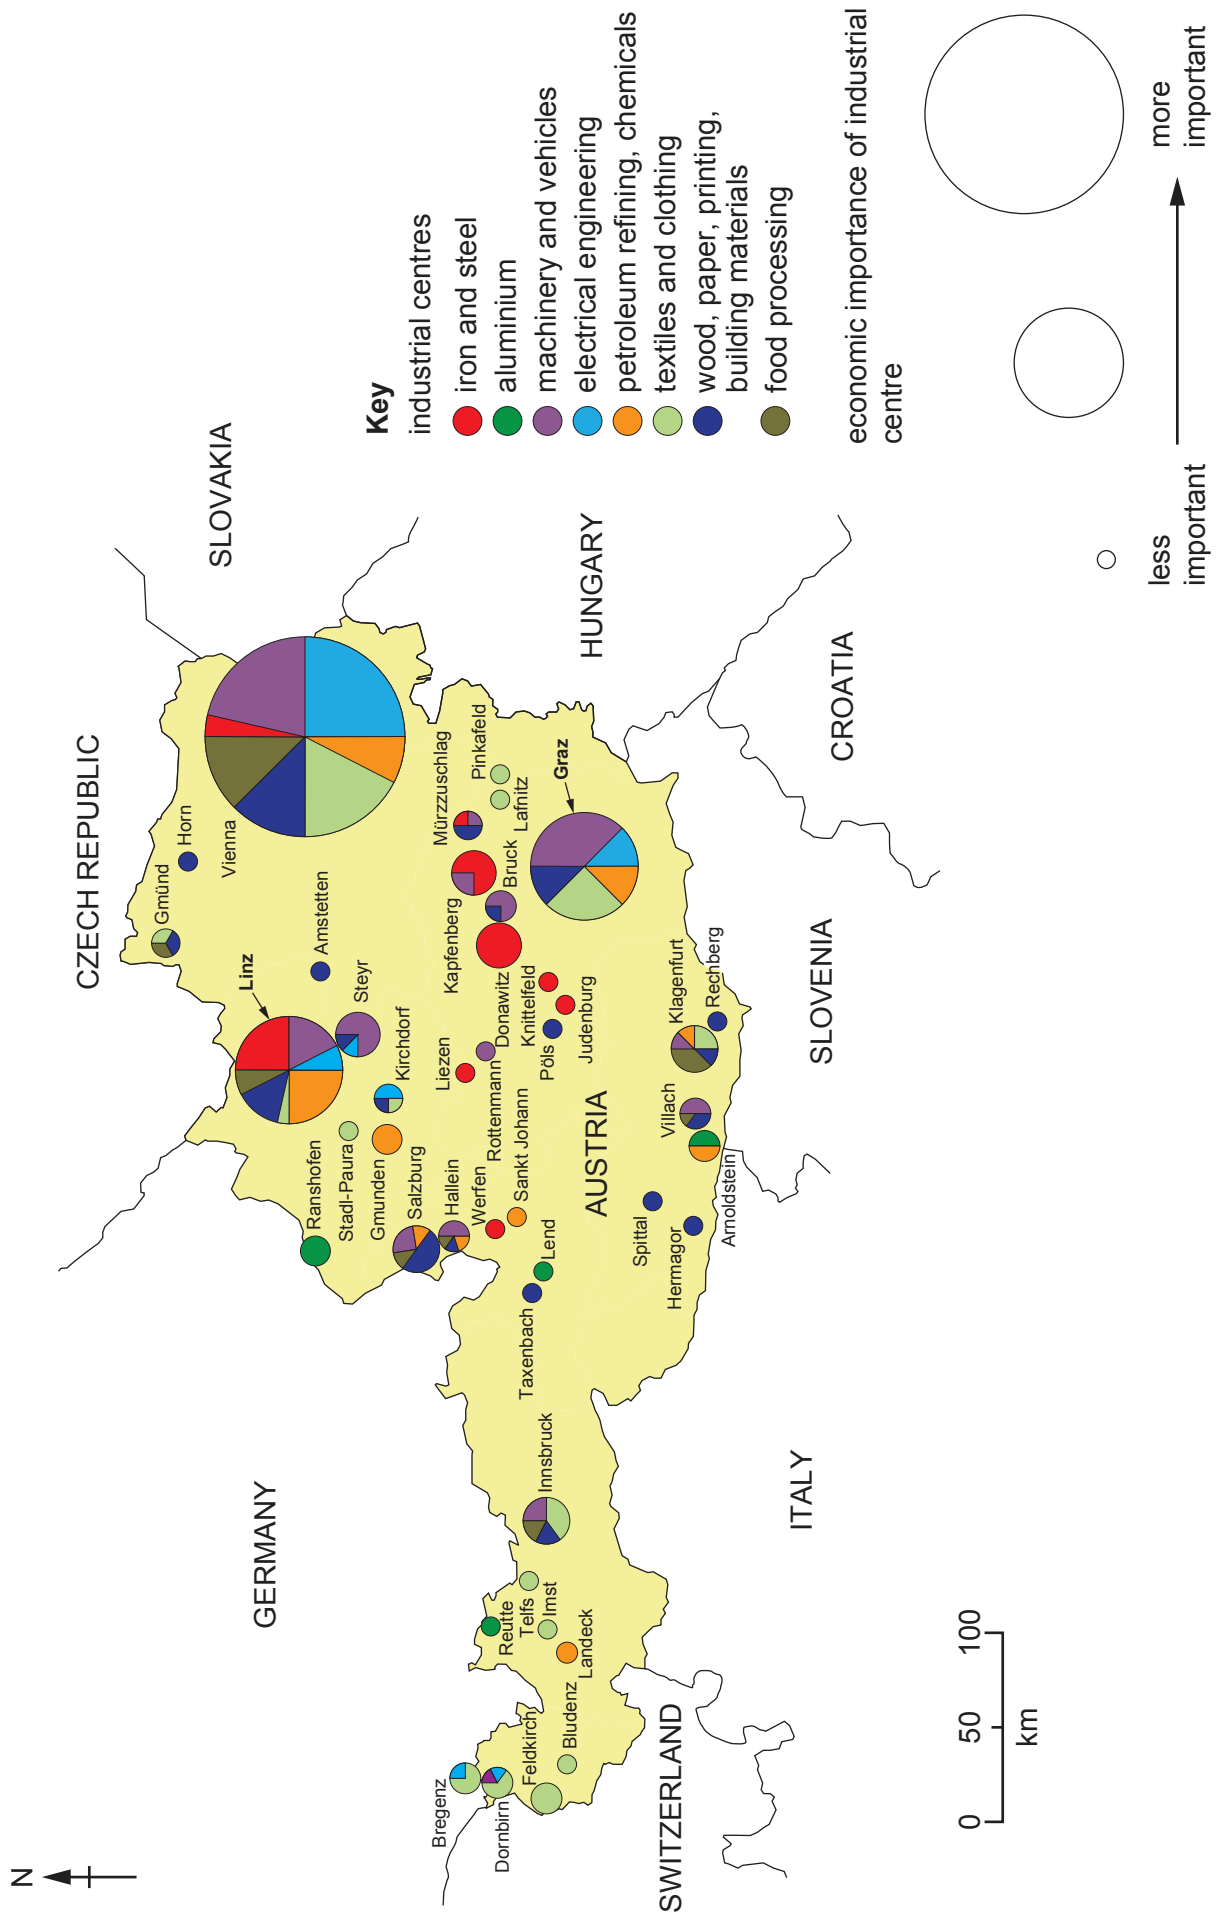 N
CZECH REPUBLIC
SLOVAKIA
GERMANY
HUNGARY
AUSTRIA
SWITZERLAND
ITALY
SLOVENIA
CROATIA
Gmünd
Horn
Vienna
Linz
Amstetten
Steyr
Kirchdorf
Ranshofen
Stadl-Paura
Gmunden
Salzburg
Hallein
Werfen
Sankt Johann
Rottenmann
Liezen
Donawitz
Kapfenberg
Mürzzuschlag
Bruck
Pinkafeld
Lafnitz
Graz
Knittelfeld
Pöls
Judenburg
Lend
Taxenbach
Innsbruck
Reutte
Telfs
Imst
Landeck
Bregenz
Dornbirn
Feldkirch
Bludenz
Spittal
Hermagor
Arnoldstein
Villach
Klagenfurt
Rechberg
0 50 100
km
Key
industrial centres
iron and steel
aluminium
machinery and vehicles
electrical engineering
petroleum refining, chemicals
textiles and clothing
wood, paper, printing,
building materials
food processing
economic importance of industrial
centre
less
important
more
important